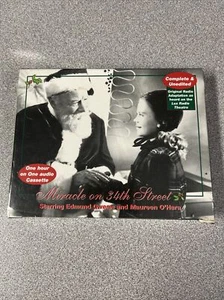 Complete &
Unedited
Original Radio
Adaptation as
heard on the
Lux Radio
Theatre
One hour
on One audio
Cassette
Miracle on 34th Street
Starring Edmund Gwenn and Maureen O'Hara